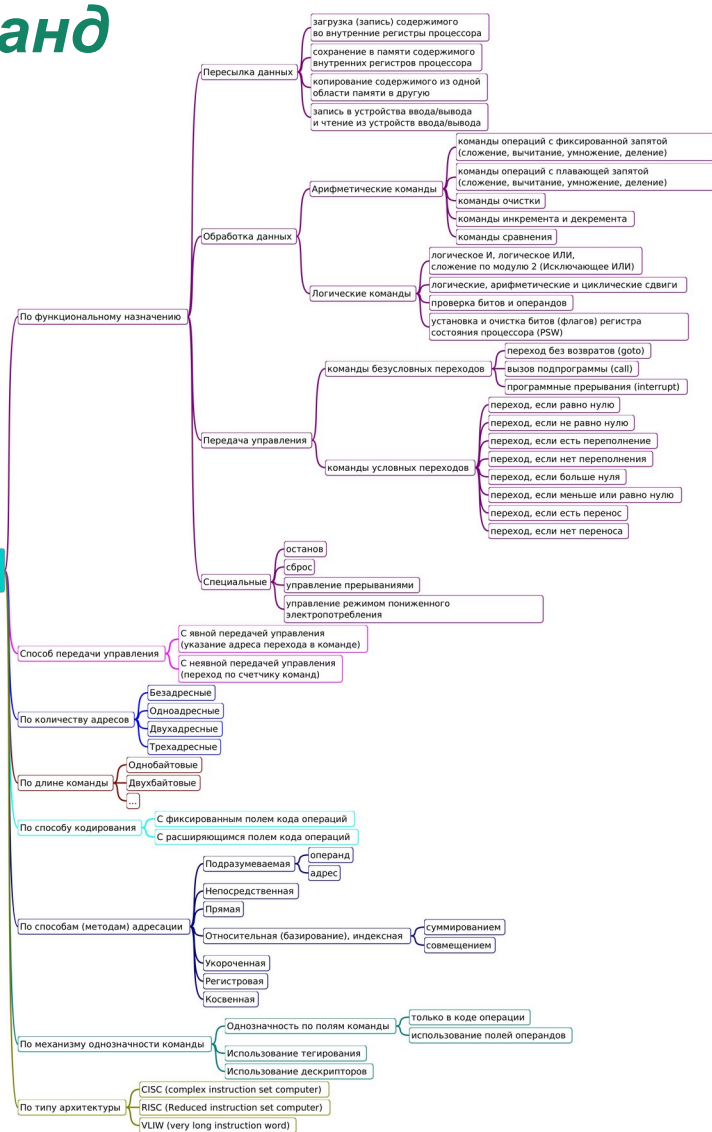 анд
По функциональному назначению
Пересылка данных
загрузка (запись) содержимого
во внутренние регистры процессора
сохранение в памяти содержимого
внутренних регистров процессора
копирование содержимого из одной
области памяти в другую
запись в устройства ввода/вывода
и чтение из устройств ввода/вывода
Обработка данных
Арифметические команды
команды операций с фиксированной запятой
(сложение, вычитание, умножение, деление)
команды операций с плавающей запятой
(сложение, вычитание, умножение, деление)
команды очистки
команды инкремента и декремента
команды сравнения
Логические команды
логическое И, логическое ИЛИ,
сложение по модулю 2 (Исключающее ИЛИ)
логические, арифметические и циклические сдвиги
проверка битов и операндов
установка и очистка битов (флагов) регистра
состояния процессора (PSW)
Передача управления
команды безусловных переходов
переход без возвратов (goto)
вызов подпрограммы (call)
программные прерывания (interrupt)
команды условных переходов
переход, если равно нулю
переход, если не равно нулю
переход, если есть переполнение
переход, если нет переполнения
переход, если больше нуля
переход, если меньше или равно нулю
переход, если есть перенос
переход, если нет переноса
Специальные
останов
сброс
управление прерываниями
управление режимом пониженного
электропотребления
Способ передачи управления
С явной передачей управления
(указание адреса перехода в команде)
С неявной передачей управления
(переход по счетчику команд)
По количеству адресов
Безадресные
Одноадресные
Двухадресные
Трехадресные
По длине команды
Однобайтовые
Двухбайтовые
...
По способу кодирования
С фиксированным полем кода операций
С расширяющимся полем кода операций
По способам (методам) адресации
Подразумеваемая
операнд
адрес
Непосредственная
Прямая
Относительная (базирование), индексная
суммированием
совмещением
Укороченная
Регистровая
Косвенная
По механизму однозначности команды
Однозначность по полям команды
только в коде операции
использование полей операндов
Использование тегирования
Использование дескрипторов
По типу архитектуры
CISC (complex instruction set computer)
RISC (Reduced instruction set computer)
VLIW (very long instruction word)